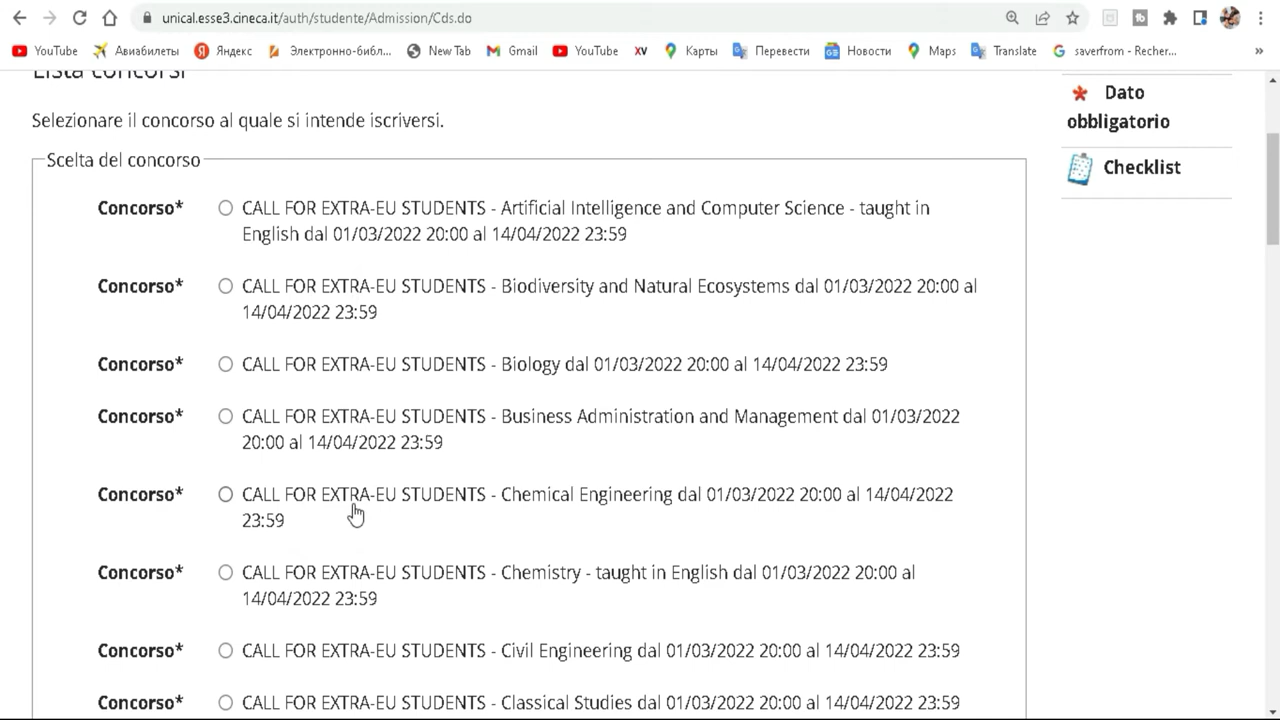 unical.esse3.cineca.it/auth/studente/Admission/Cds.do
YouTube Авиабилеты Яндекс Электронно-библ... New Tab Gmail YouTube XV Карты Перевести Новости Maps Translate saverfrom - Recher... »
Lista concorsi
Selezionare il concorso al quale si intende iscriversi.
Scelta del concorso
Concorso* CALL FOR EXTRA-EU STUDENTS - Artificial Intelligence and Computer Science - taught in
English dal 01/03/2022 20:00 al 14/04/2022 23:59
Concorso* CALL FOR EXTRA-EU STUDENTS - Biodiversity and Natural Ecosystems dal 01/03/2022 20:00 al
14/04/2022 23:59
Concorso* CALL FOR EXTRA-EU STUDENTS - Biology dal 01/03/2022 20:00 al 14/04/2022 23:59
Concorso* CALL FOR EXTRA-EU STUDENTS - Business Administration and Management dal 01/03/2022
20:00 al 14/04/2022 23:59
Concorso* CALL FOR EXTRA-EU STUDENTS - Chemical Engineering dal 01/03/2022 20:00 al 14/04/2022
23:59
Concorso* CALL FOR EXTRA-EU STUDENTS - Chemistry - taught in English dal 01/03/2022 20:00 al
14/04/2022 23:59
Concorso* CALL FOR EXTRA-EU STUDENTS - Civil Engineering dal 01/03/2022 20:00 al 14/04/2022 23:59
Concorso* CALL FOR EXTRA-EU STUDENTS - Classical Studies dal 01/03/2022 20:00 al 14/04/2022 23:59
Dato
obbligatorio
Checklist